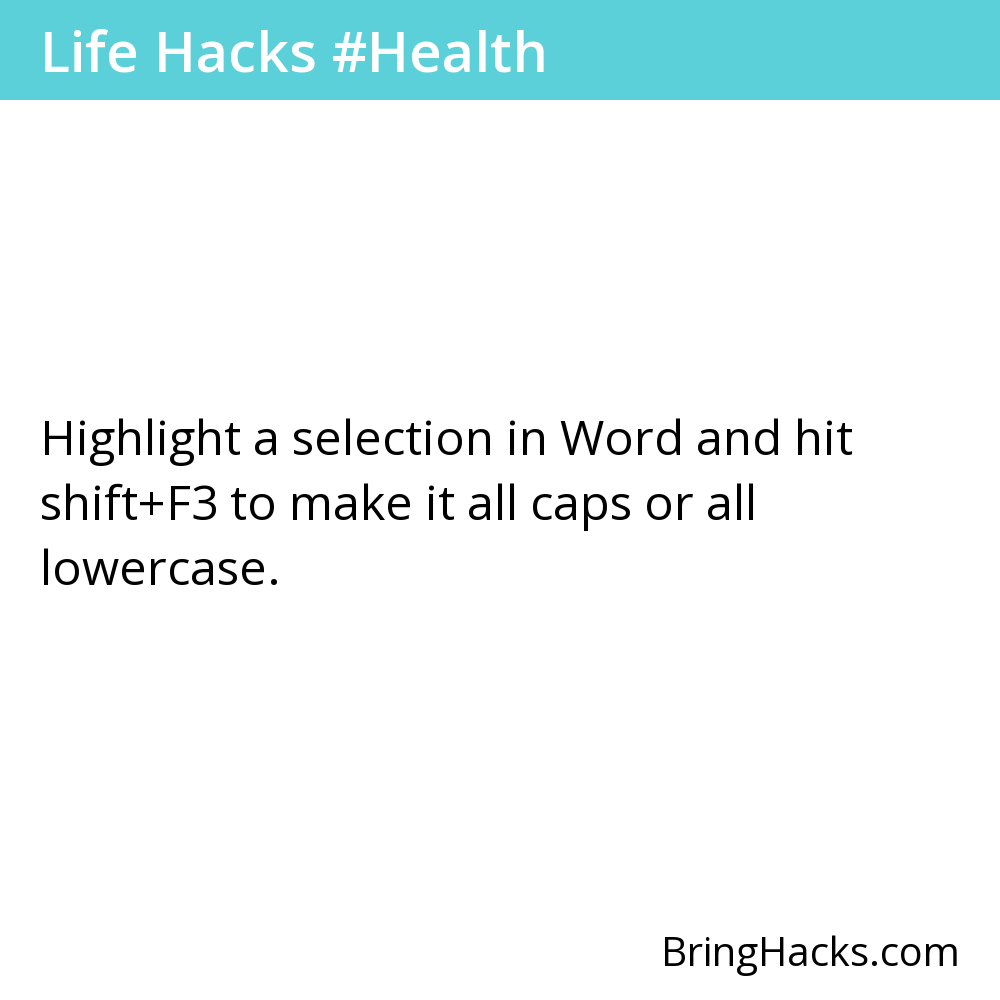 Life Hacks #Health
Highlight a selection in Word and hit
shift+F3 to make it all caps or all
lowercase.
BringHacks.com